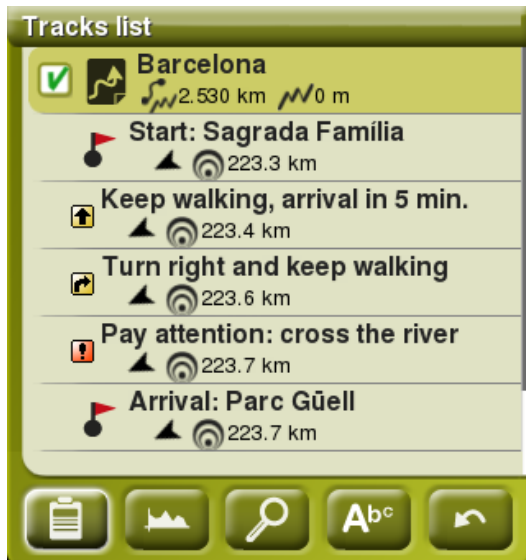 Tracks list
Barcelona
2.530 km 0 m
Start: Sagrada Família
223.3 km
Keep walking, arrival in 5 min.
223.4 km
Turn right and keep walking
223.6 km
Pay attention: cross the river
223.7 km
Arrival: Parc Güell
223.7 km
Abc